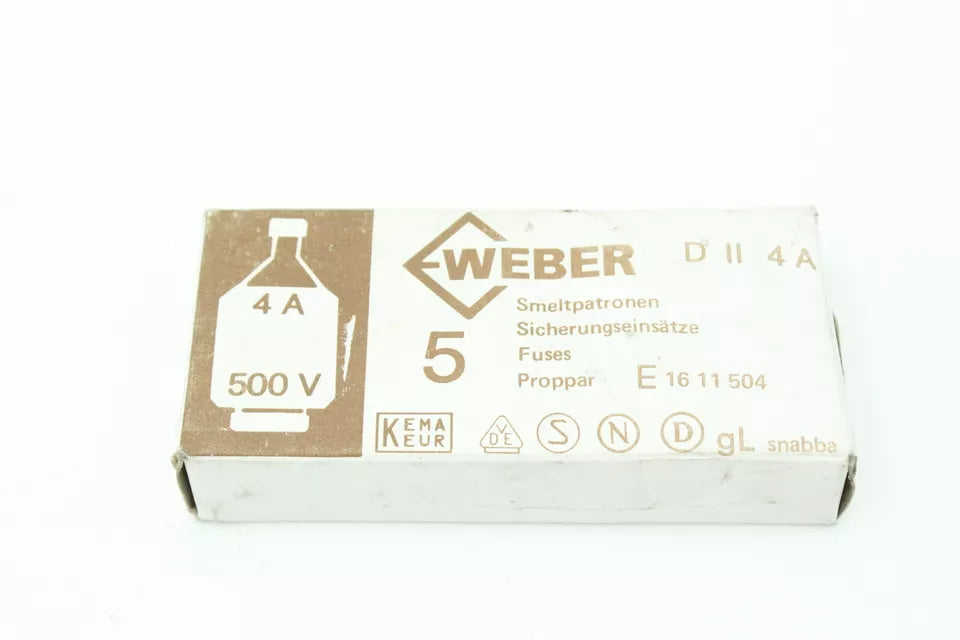 4 A
500 V
WEBER
D II 4 A
5
Smeltpatronen
Sicherungseinsätze
Fuses
Proppar E 16 11 504
KEMA
KEUR
VDE
S
N
D
gL snabba